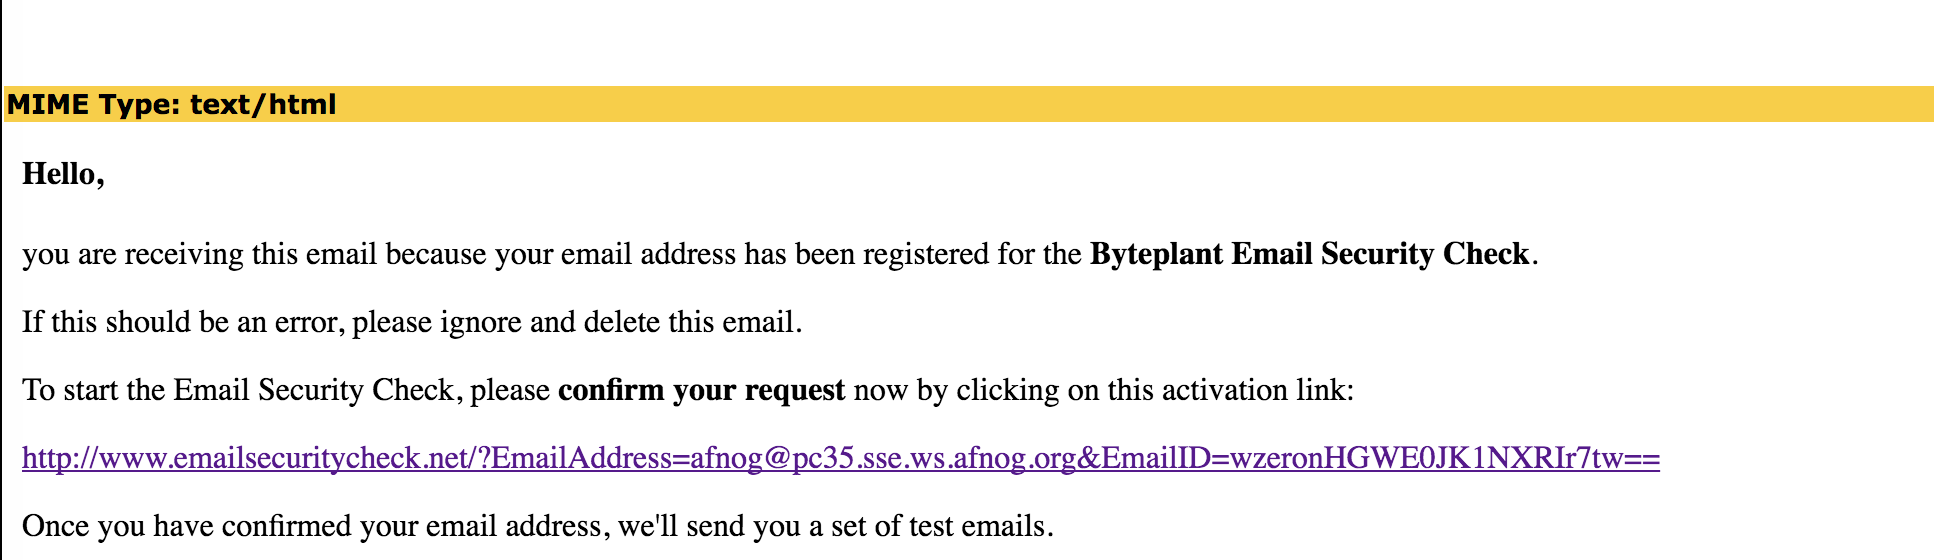 MIME Type: text/html
Hello,
you are receiving this email because your email address has been registered for the Byteplant Email Security Check.
If this should be an error, please ignore and delete this email.
To start the Email Security Check, please confirm your request now by clicking on this activation link:
http://www.emailsecuritycheck.net/?EmailAddress=afnog@pc35.sse.ws.afnog.org&EmailID=wzeronHGWE0JK1NXRIr7tw==
Once you have confirmed your email address, we'll send you a set of test emails.